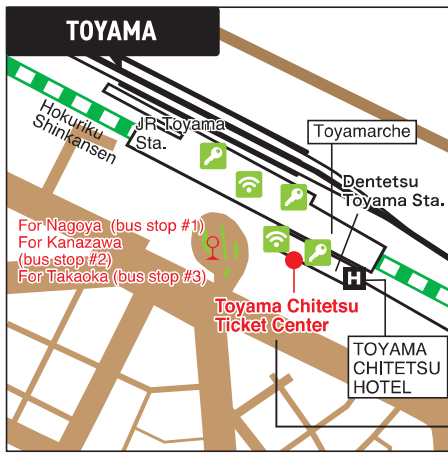 TOYAMA
Hokuriku
Shinkansen
JR Toyama
Sta.
Toyamarche
Dentetsu
Toyama Sta.
For Nagoya (bus stop #1)
For Kanazawa
(bus stop #2)
For Takaoka (bus stop #3)
Toyama Chitetsu
Ticket Center
H
TOYAMA
CHITETSU
HOTEL